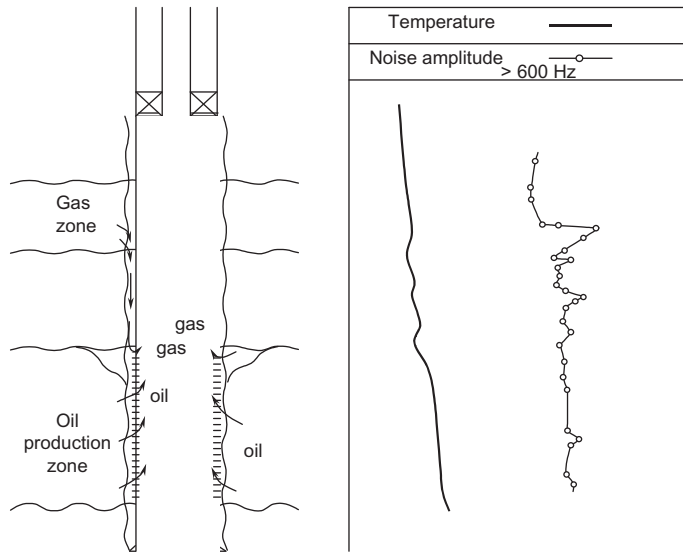 Temperature
Noise amplitude
> 600 Hz
Gas
zone
gas
gas
oil
Oil
production
zone
oil